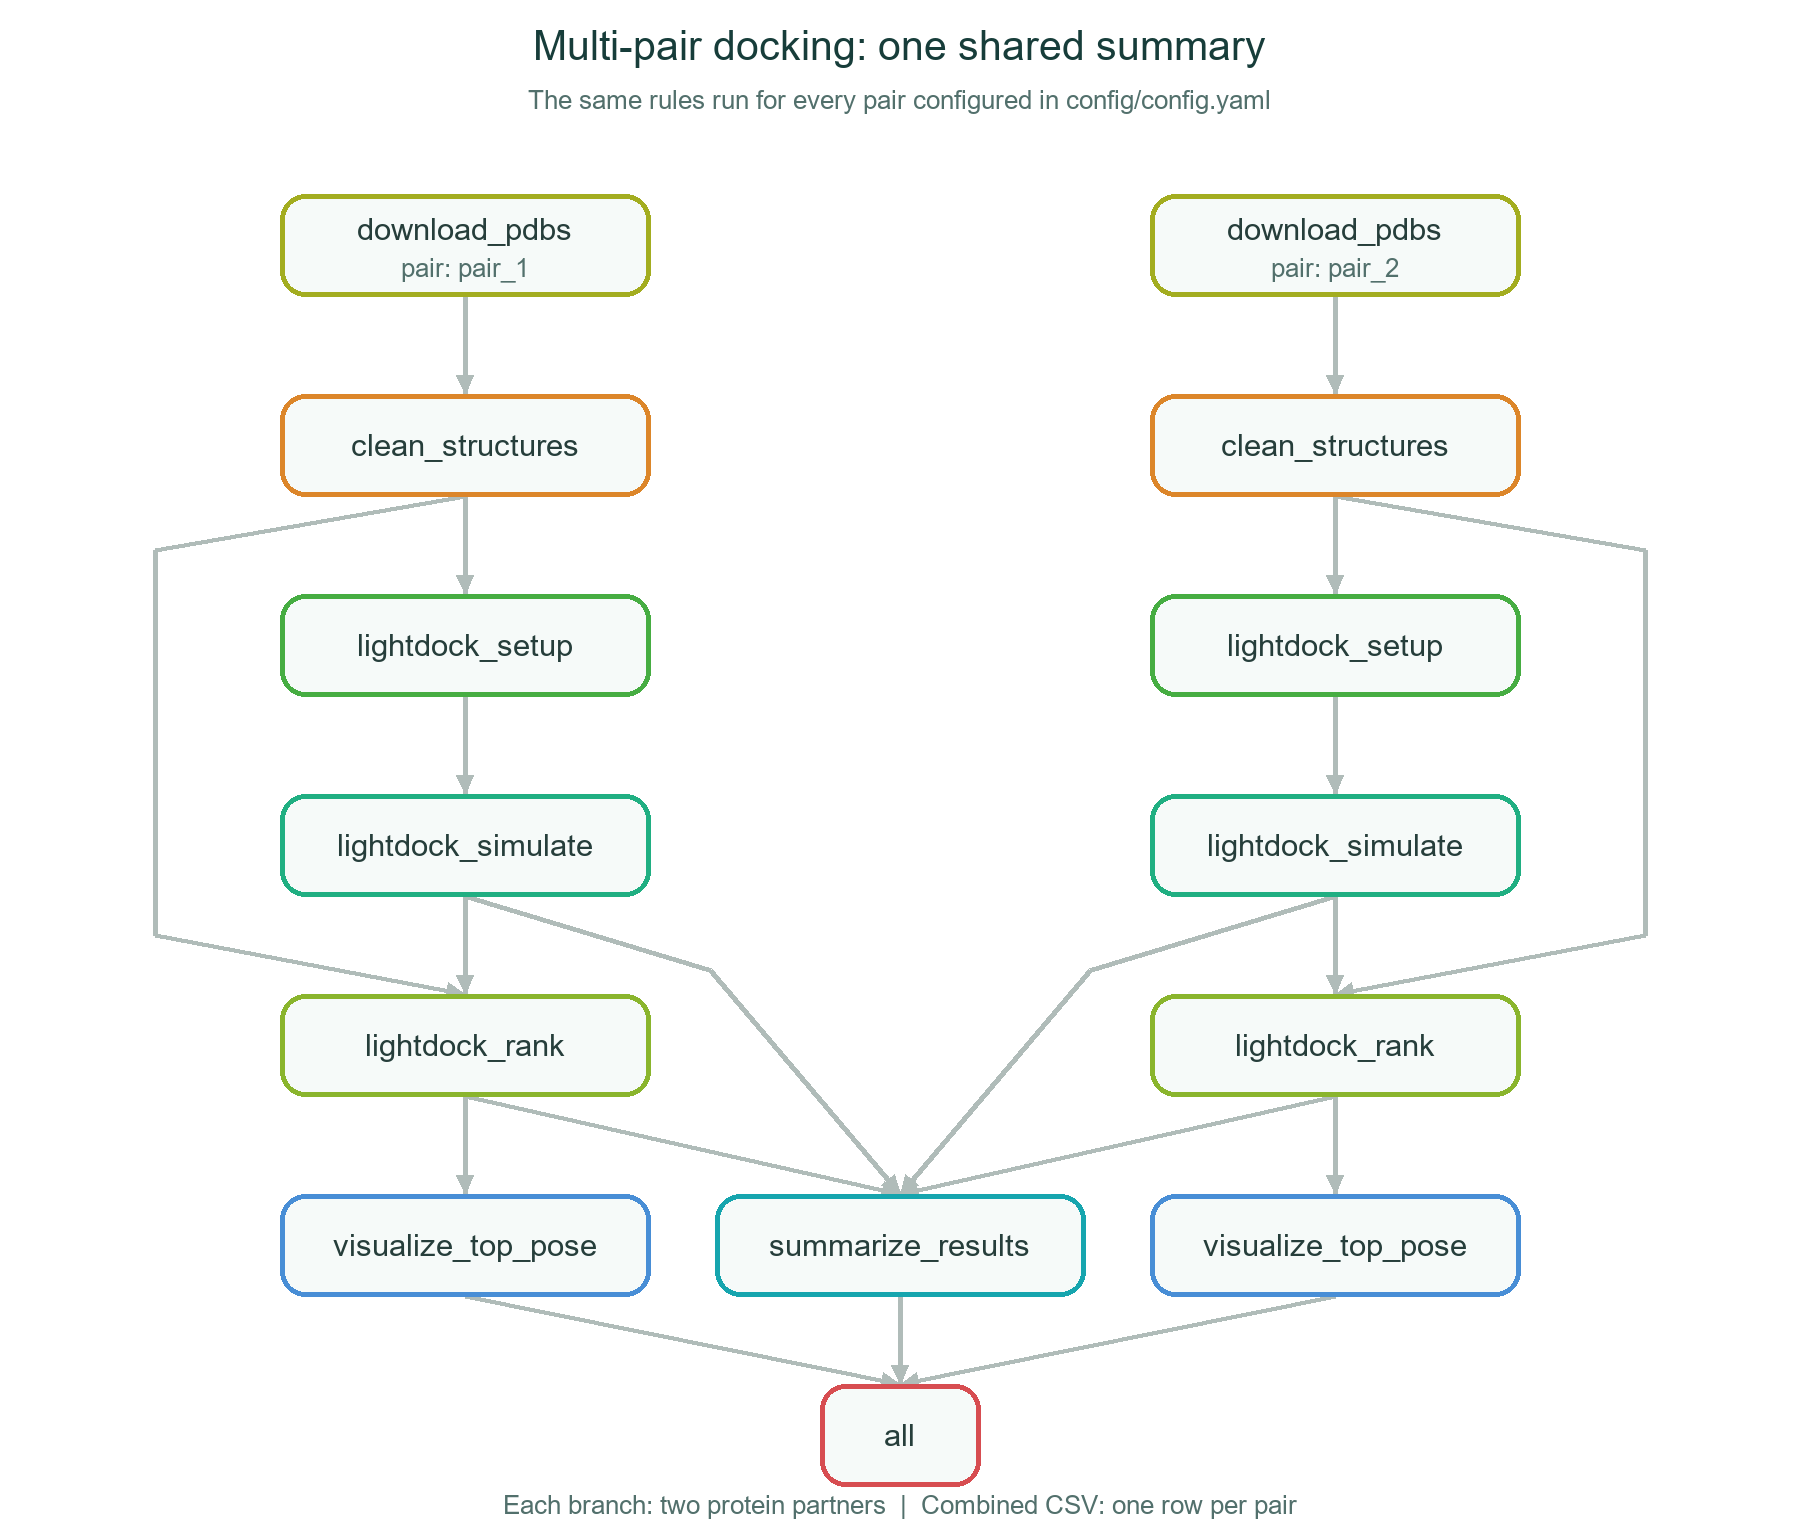 Multi-pair docking: one shared summary
The same rules run for every pair configured in config/config.yaml
download_pdbs
pair: pair_1
download_pdbs
pair: pair_2
clean_structures
clean_structures
lightdock_setup
lightdock_setup
lightdock_simulate
lightdock_simulate
lightdock_rank
lightdock_rank
visualize_top_pose
summarize_results
visualize_top_pose
all
Each branch: two protein partners | Combined CSV: one row per pair